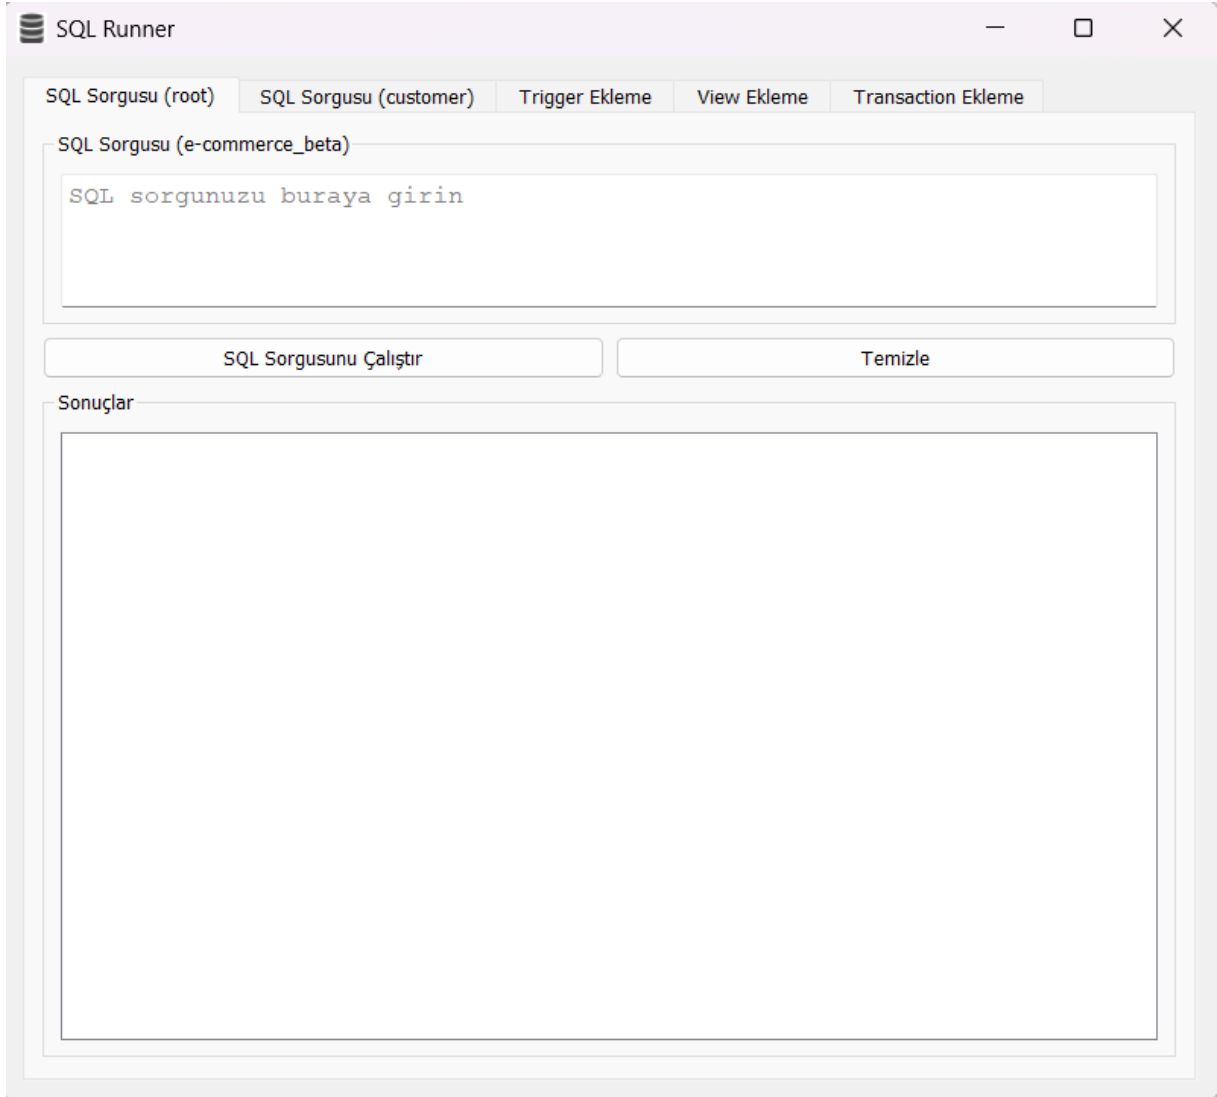 SQL Runner
SQL Sorgusu (root) SQL Sorgusu (customer) Trigger Ekleme View Ekleme Transaction Ekleme
SQL Sorgusu (e-commerce_beta)
SQL sorgunuzu buraya girin
SQL Sorgusunu Çalıştır Temizle
Sonuçlar